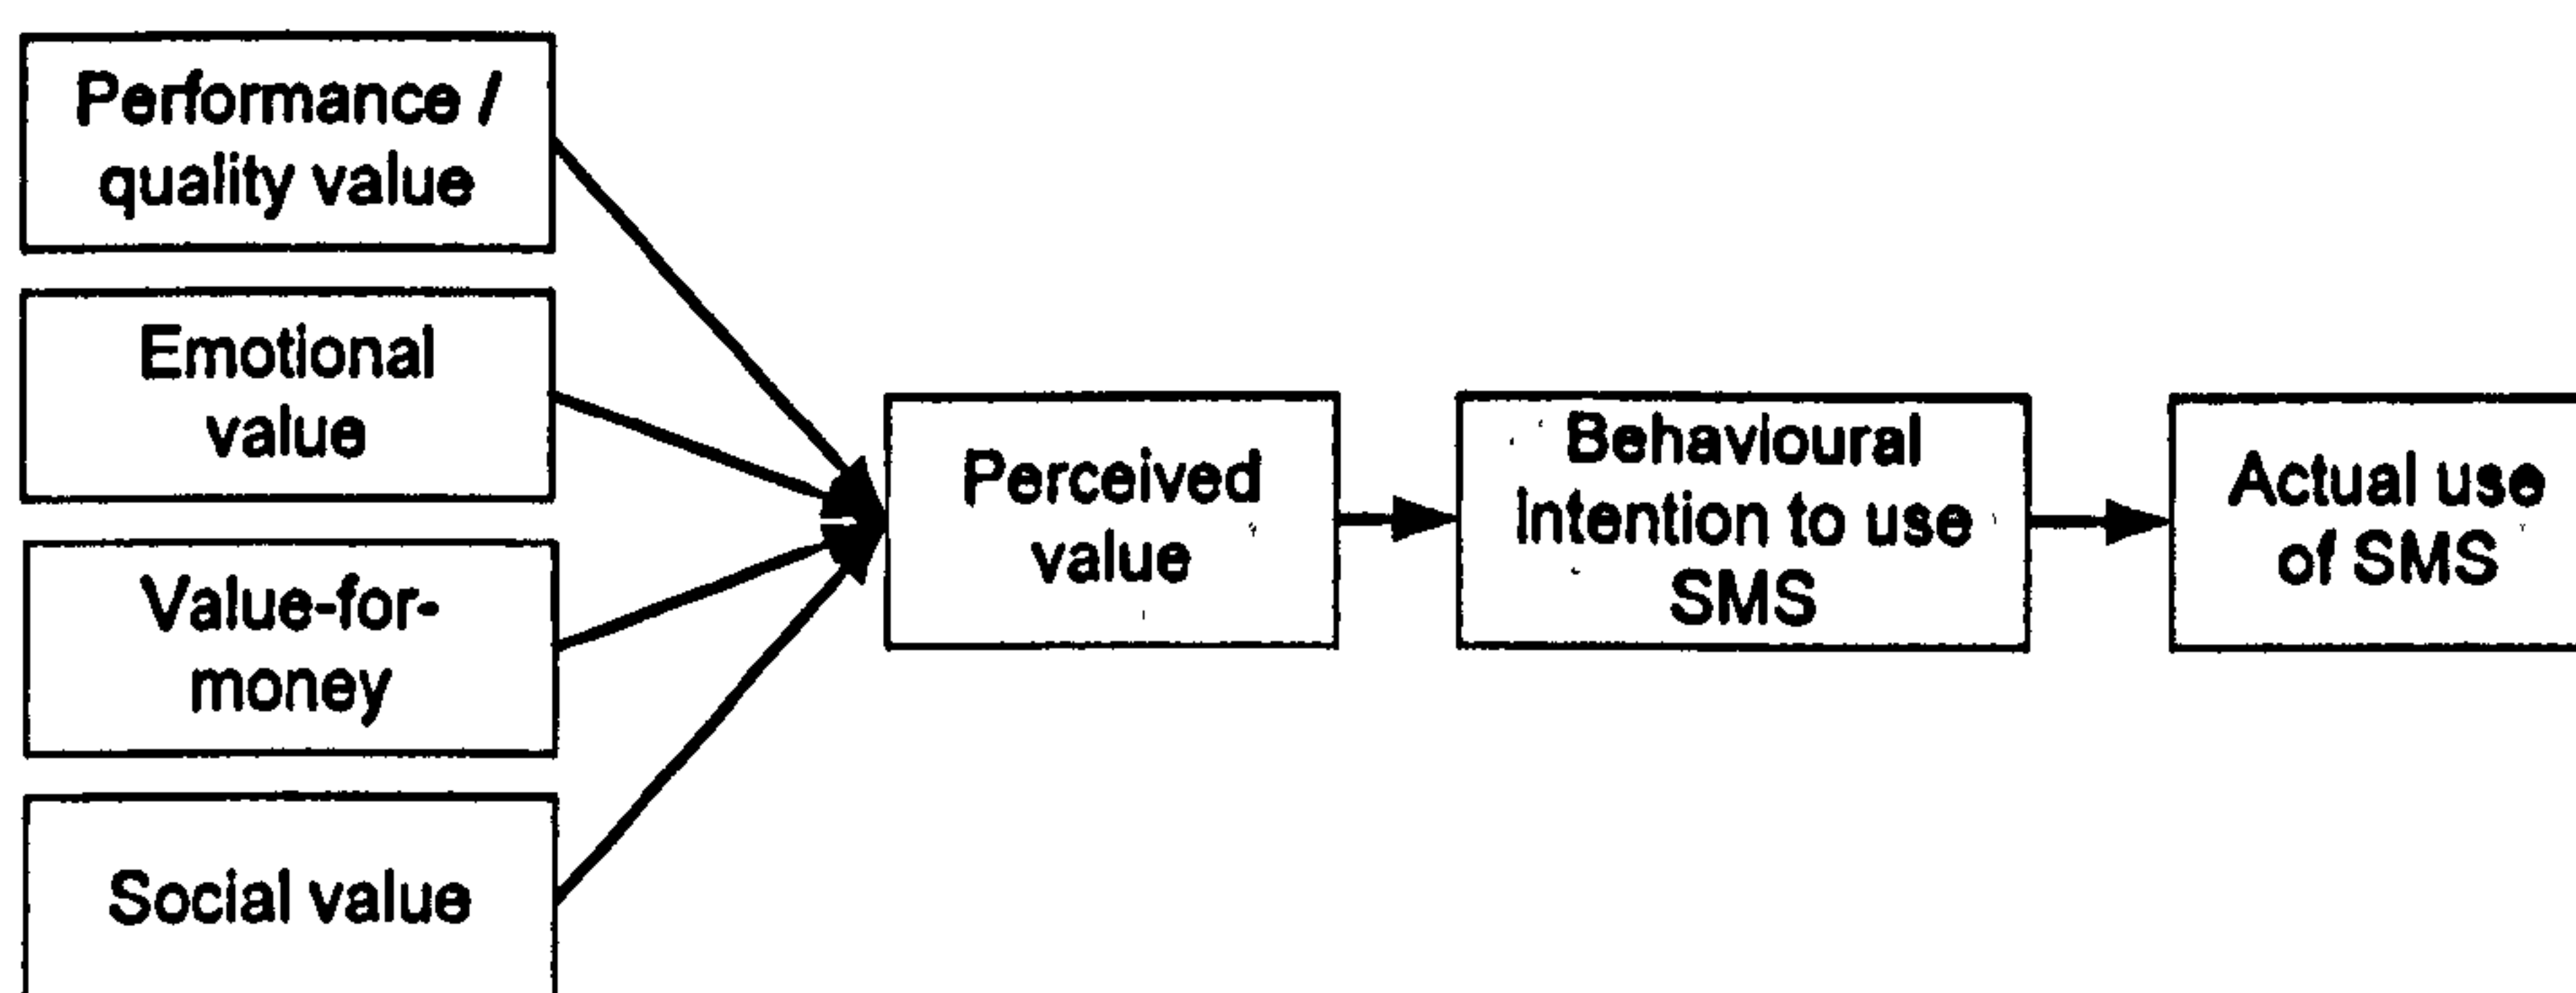 Performance /
quality value
Emotional
value
Value-for-
money
Social value
Perceived
value
Behavioural
Intention to use
SMS
Actual use
of SMS